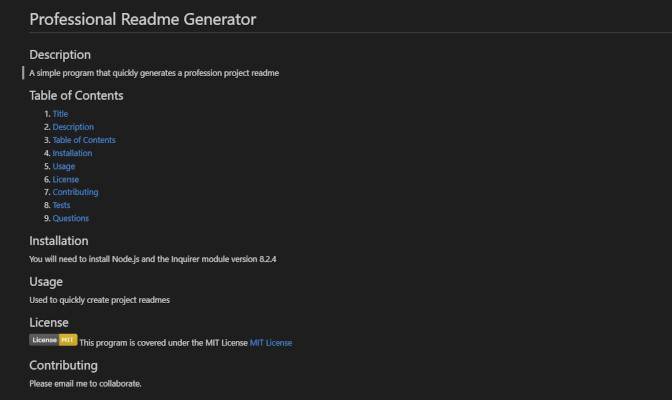 Professional Readme Generator
Description
A simple program that quickly generates a profession project readme
Table of Contents
1. Title
2. Description
3. Table of Contents
4. Installation
5. Usage
6. License
7. Contributing
8. Tests
9. Questions
Installation
You will need to install Node.js and the Inquirer module version 8.2.4
Usage
Used to quickly create project readmes
License
License MIT This program is covered under the MIT License MIT License
Contributing
Please email me to collaborate.